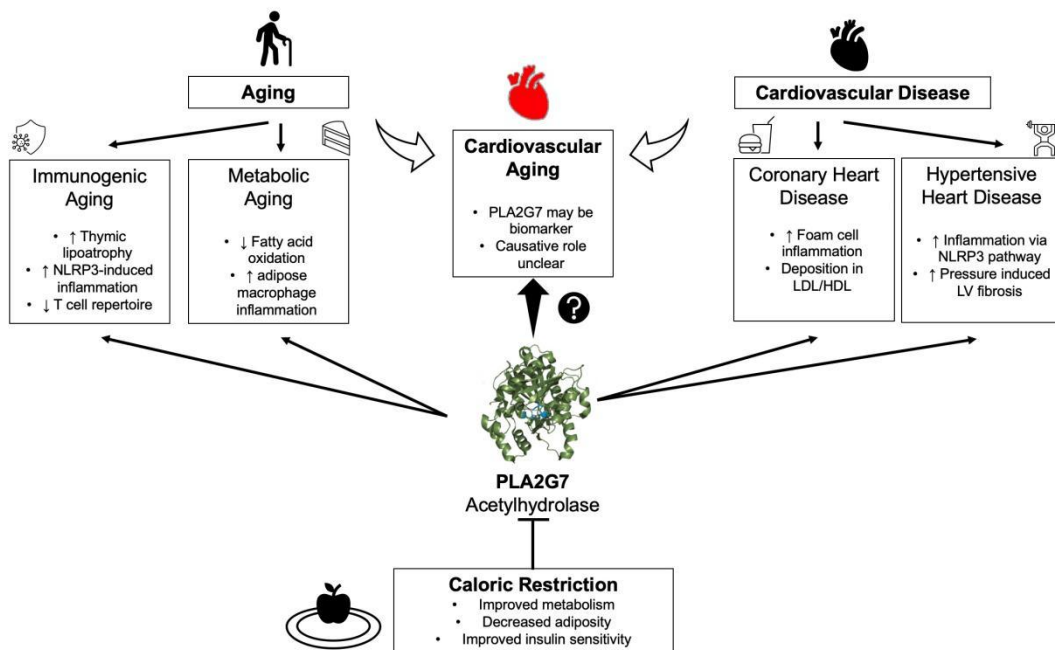 Aging
Cardiovascular Disease
Immunogenic
Aging
• ↑ Thymic
lipoatrophy
• ↑ NLRP3-induced
inflammation
• ↓ T cell repertoire
Metabolic
Aging
• ↓ Fatty acid
oxidation
• ↑ adipose
macrophage
inflammation
Cardiovascular
Aging
• PLA2G7 may be
biomarker
• Causative role
unclear
Coronary Heart
Disease
• ↑ Foam cell
inflammation
• Deposition in
LDL/HDL
Hypertensive
Heart Disease
• ↑ Inflammation via
NLRP3 pathway
• ↑ Pressure induced
LV fibrosis
?
PLA2G7
Acetylhydrolase
Caloric Restriction
• Improved metabolism
• Decreased adiposity
• Improved insulin sensitivity